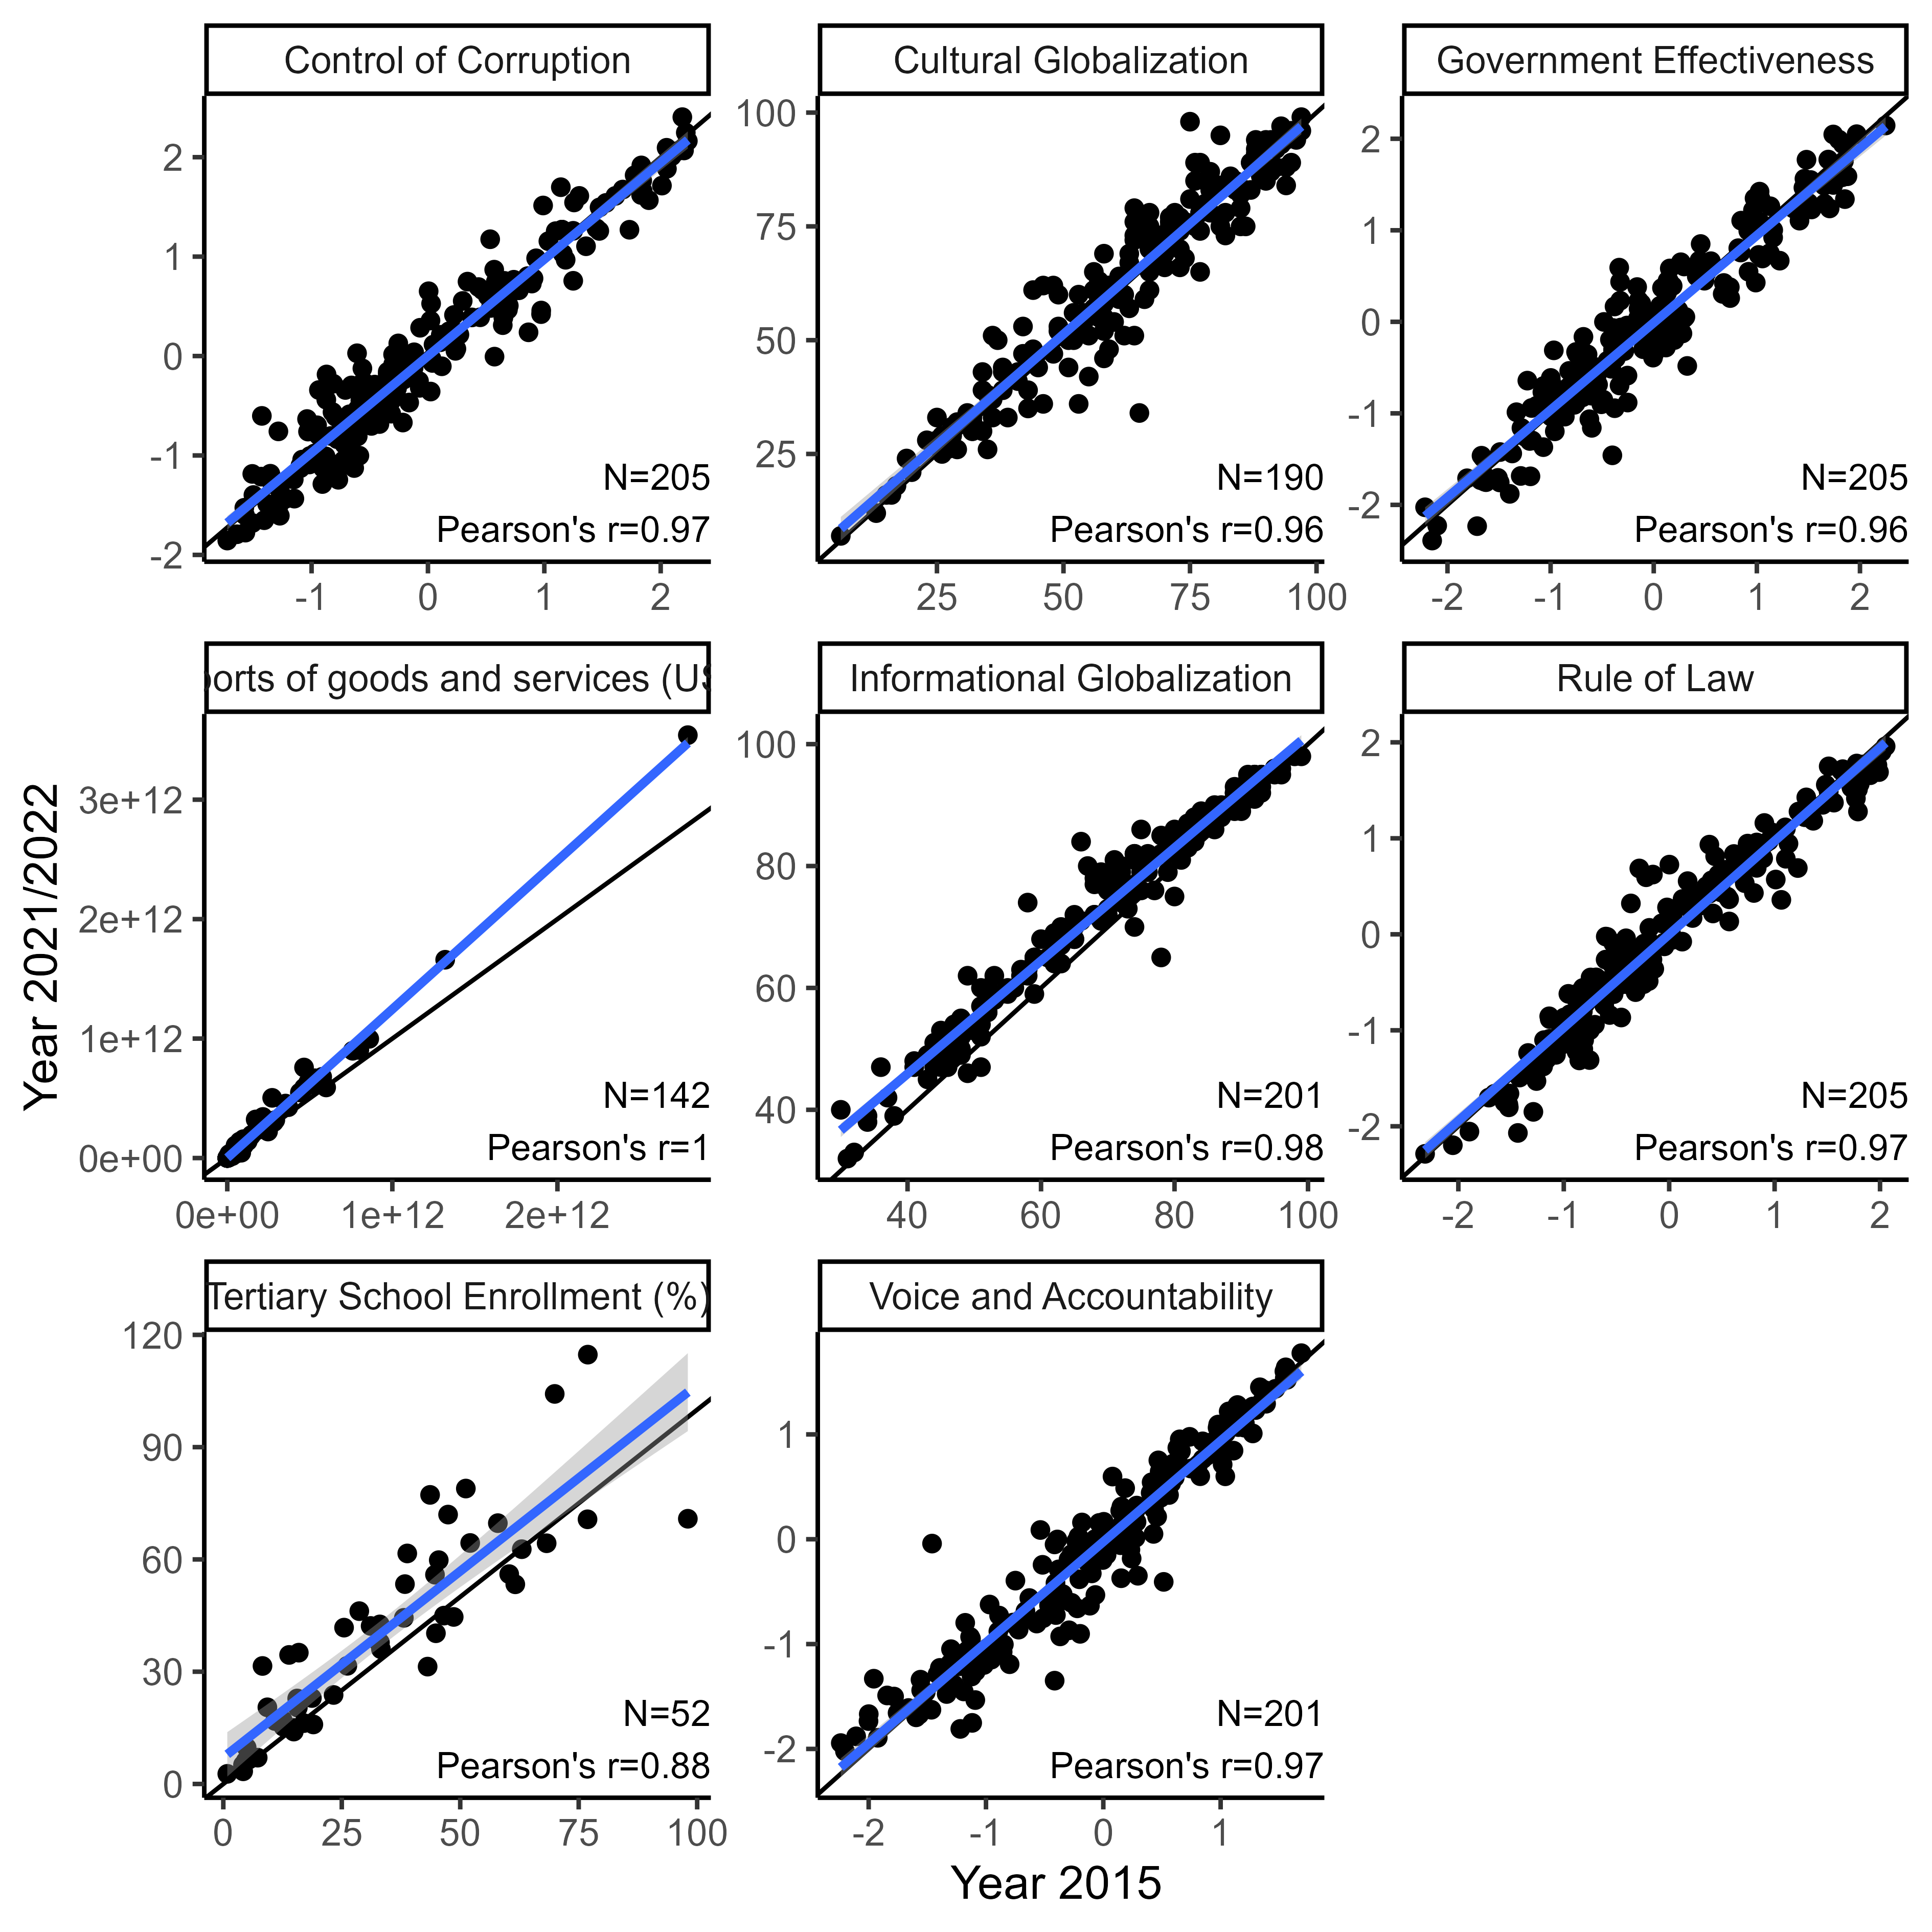 Control of Corruption
Cultural Globalization
Government Effectiveness
2
1
0
-1
-2
N=205
Pearson's r=0.97
-1 0 1 2
100
75
50
25
N=190
Pearson's r=0.96
25 50 75 100
2
1
0
-1
-2
N=205
Pearson's r=0.96
-2 -1 0 1 2
ports of goods and services (US
Informational Globalization
Rule of Law
Year 2021/2022
3e+12
2e+12
1e+12
0e+00
N=142
Pearson's r=1
0e+00 1e+12 2e+12
100
80
60
40
N=201
Pearson's r=0.98
40 60 80 100
2
1
0
-1
-2
N=205
Pearson's r=0.97
-2 -1 0 1 2
Tertiary School Enrollment (%)
Voice and Accountability
120
90
60
30
0
N=52
Pearson's r=0.88
0 25 50 75 100
1
0
-1
-2
N=201
Pearson's r=0.97
-2 -1 0 1
Year 2015